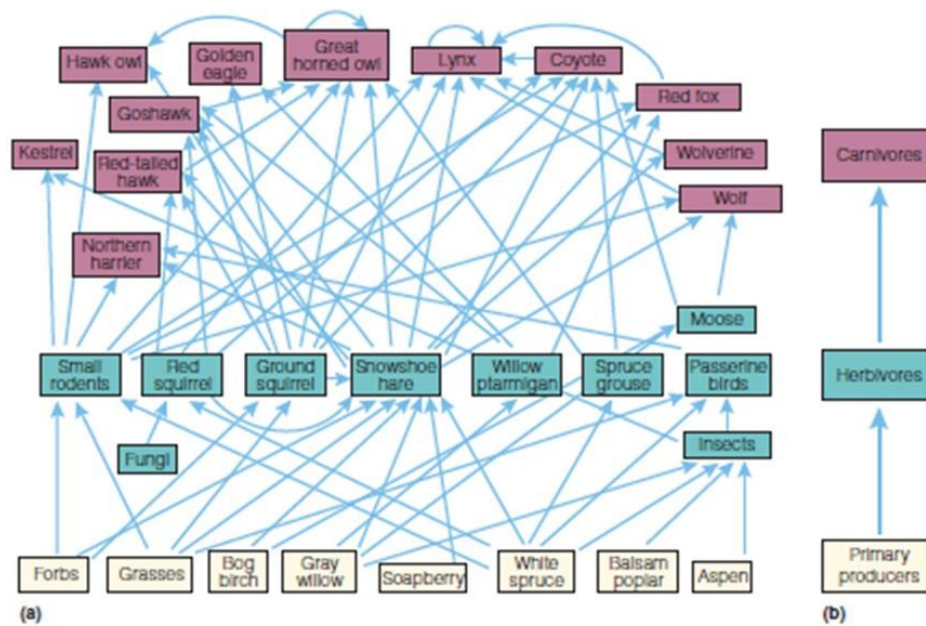 Hawk owl
Golden
eagle
Great
horned owl
Lynx
Coyote
Goshawk
Red fox
Kestrel
Red-tailed
hawk
Wolverine
Wolf
Northern
harrier
Moose
Small
rodents
Red
squirrel
Ground
squirrel
Snowshoe
hare
Willow
ptarmigan
Spruce
grouse
Passerine
birds
Fungi
Insects
Forbs
Grasses
Bog
birch
Gray
willow
Soapberry
White
spruce
Balsam
poplar
Aspen
(a)
Carnivores
Herbivores
Primary
producers
(b)